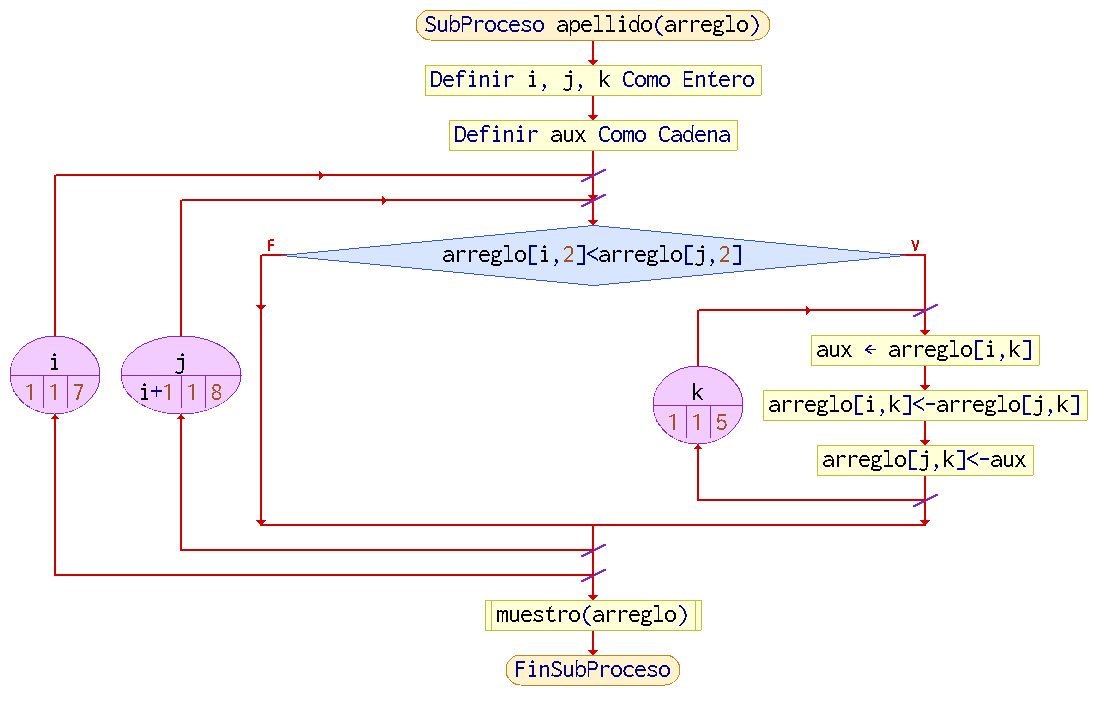 SubProceso apellido(arreglo)
Definir i, j, k Como Entero
Definir aux Como Cadena
F
arreglo[i,2]<arreglo[j,2]
V
i
1 1 7
j
i+1 1 8
k
1 1 5
aux ← arreglo[i,k]
arreglo[i,k]<-arreglo[j,k]
arreglo[j,k]<-aux
muestro(arreglo)
FinSubProceso